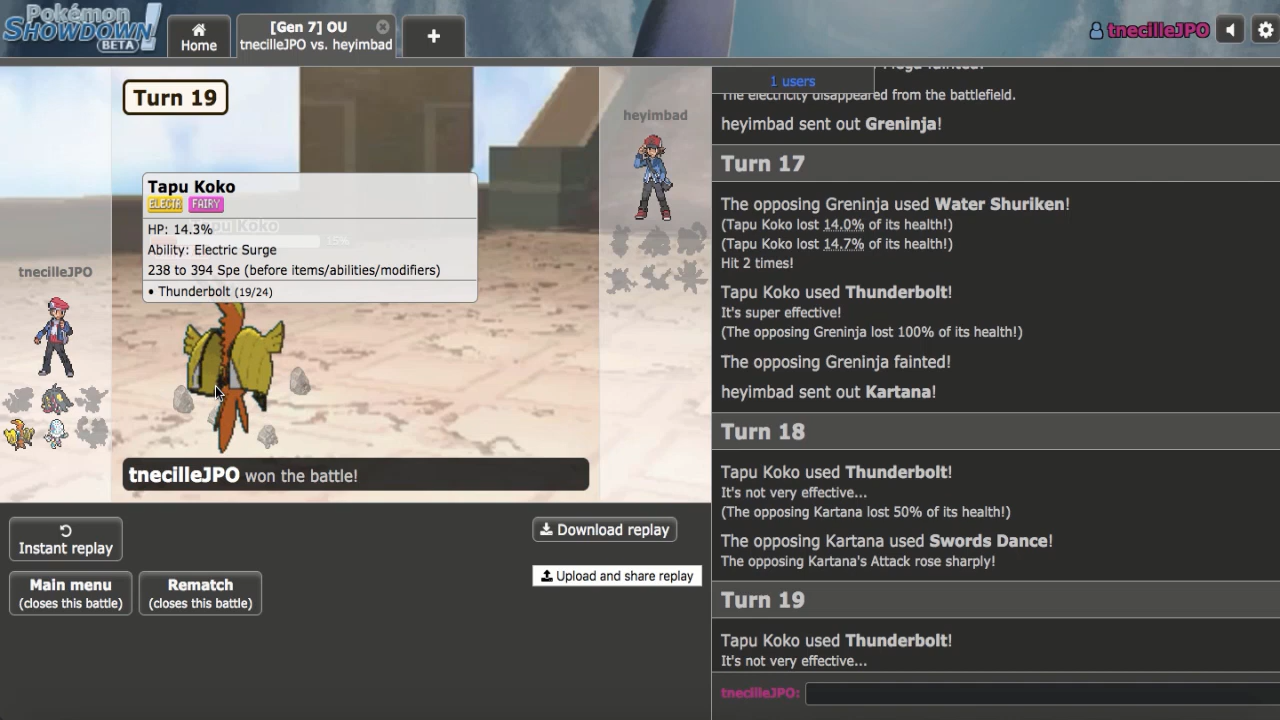 Pokémon
SHOWDOWN!
BETA
Home
[Gen 7] OU
tnecilleJPO vs. heyimbad
+
tnecilleJPO
Turn 19
heyimbad
Tapu Koko
ELECTR FAIRY
HP: 14.3%
Ability: Electric Surge
238 to 394 Spe (before items/abilities/modifiers)
• Thunderbolt (19/24)
Tapu Koko
15%
tnecilleJPO
tnecilleJPO won the battle!
Instant replay
Download replay
Upload and share replay
Main menu
(closes this battle)
Rematch
(closes this battle)
1 users
fainted!
The electricity disappeared from the battlefield.
heyimbad sent out Greninja!
Turn 17
The opposing Greninja used Water Shuriken!
(Tapu Koko lost 14.0% of its health!)
(Tapu Koko lost 14.7% of its health!)
Hit 2 times!
Tapu Koko used Thunderbolt!
It's super effective!
(The opposing Greninja lost 100% of its health!)
The opposing Greninja fainted!
heyimbad sent out Kartana!
Turn 18
Tapu Koko used Thunderbolt!
It's not very effective...
(The opposing Kartana lost 50% of its health!)
The opposing Kartana used Swords Dance!
The opposing Kartana's Attack rose sharply!
Turn 19
Tapu Koko used Thunderbolt!
It's not very effective...
tnecilleJPO: